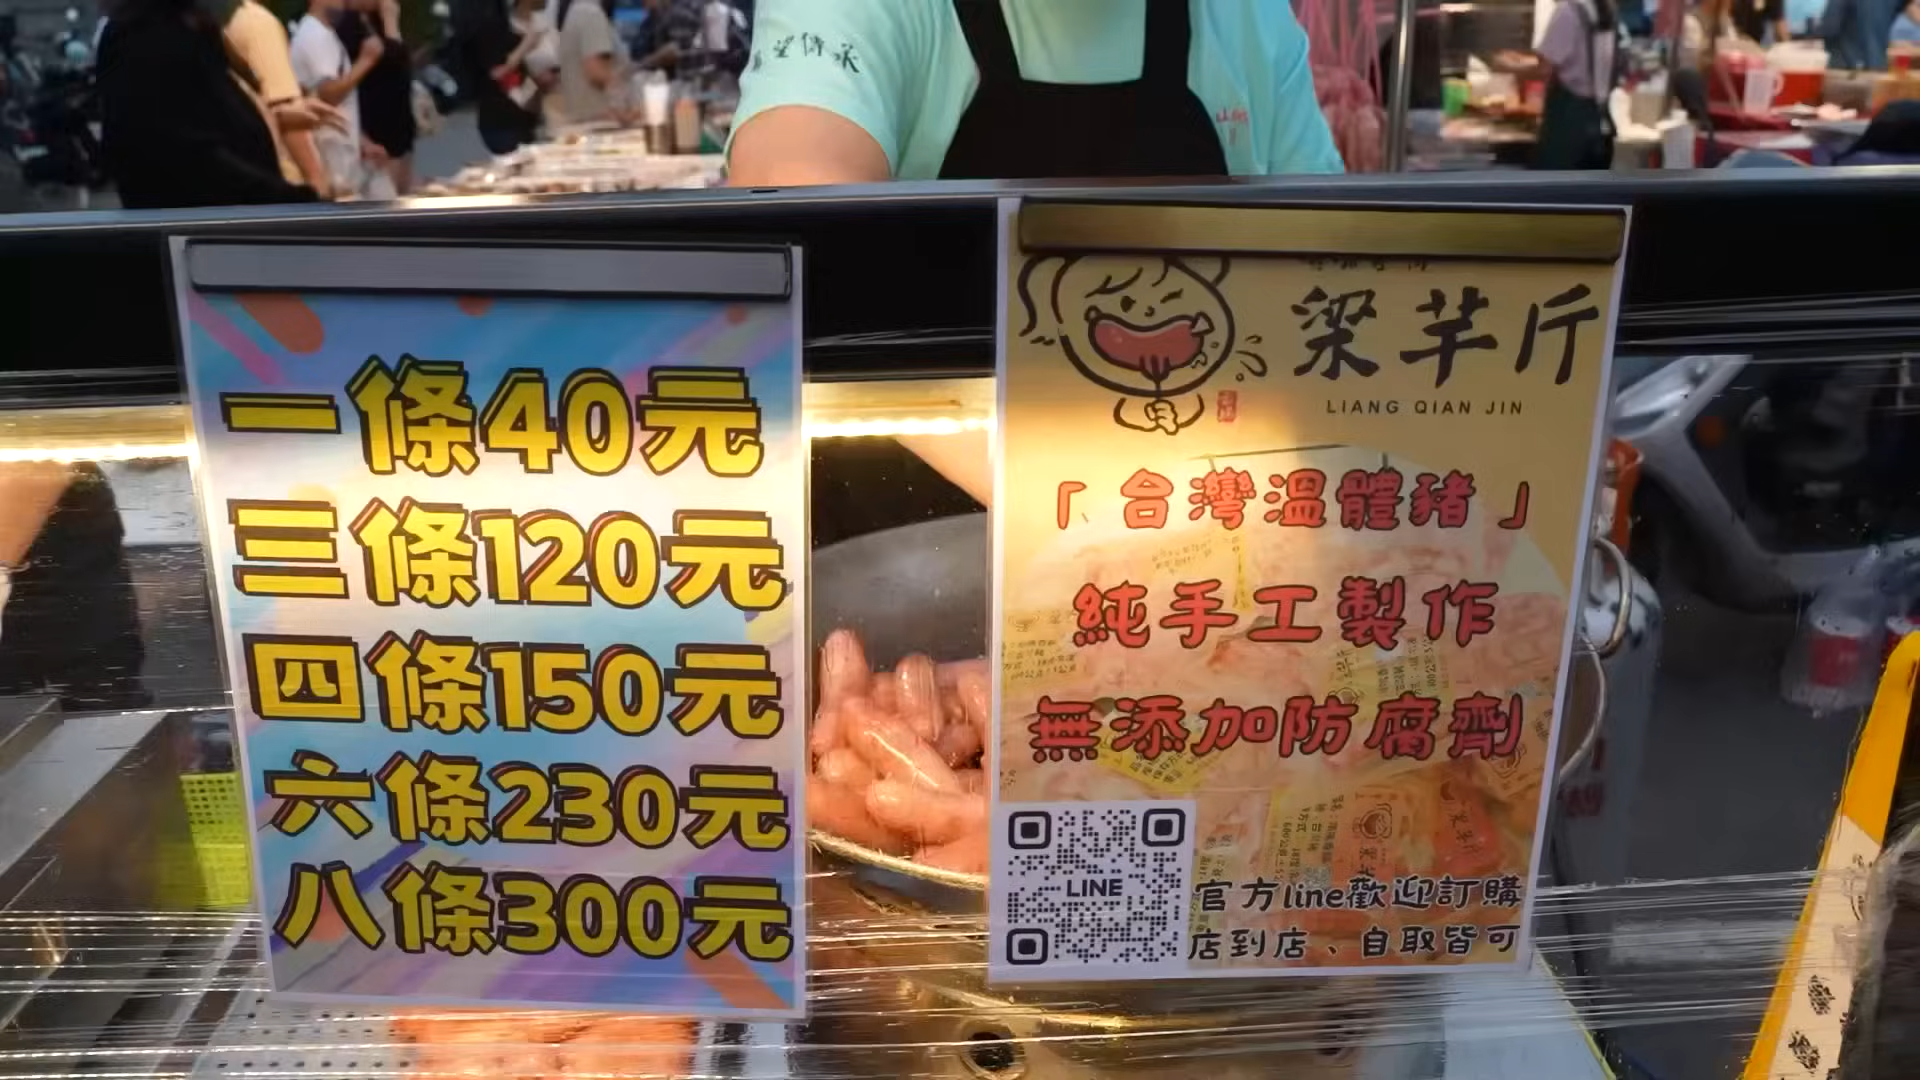 一條40元
三條120元
四條150元
六條230元
八條300元
梁芊斤
LIANG QIAN JIN
「台灣溫體豬」
純手工製作
無添加防腐劑
LINE
官方line歡迎訂購
店到店、自取皆可